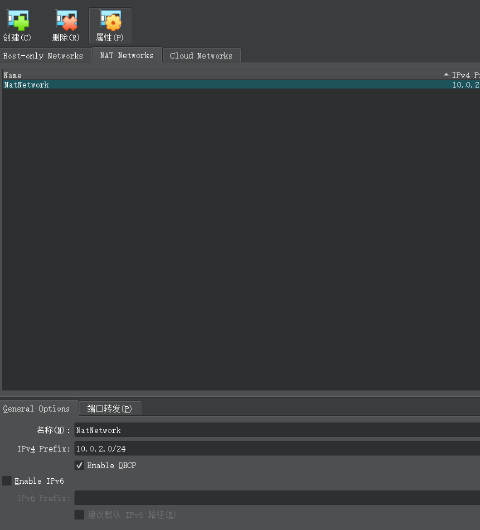 创建(C) 删除(R) 属性(P)
Host-only Networks NAT Networks Cloud Networks
Name IPv4 P
NatNetwork 10.0.2
General Options 端口转发(P)
名称(N): NatNetwork
IPv4 Prefix: 10.0.2.0/24
Enable DHCP
Enable IPv6
IPv6 Prefix:
建议默认 IPv6 路径(R)